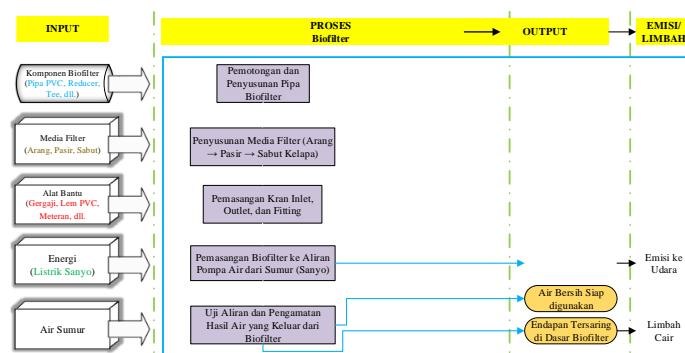 INPUT
PROSES
Biofilter
OUTPUT
EMISI/
LIMBAH
Komponen Biofilter
(Pipa PVC, Reducer,
Tee, dll.)
Pemotongan dan
Penyusunan Pipa
Biofilter
Media Filter
(Arang, Pasir, Sabut)
Penyusunan Media Filter (Arang
→ Pasir → Sabut Kelapa)
Alat Bantu
(Gergaji, Lem PVC,
Meteran, dll.
Pemasangan Kran Inlet,
Outlet, dan Fitting
Energi
(Listrik Sanyo)
Pemasangan Biofilter ke Aliran
Pompa Air dari Sumur (Sanyo)
Emisi ke
Udara
Air Sumur
Uji Aliran dan Pengamatan
Hasil Air yang Keluar dari
Biofilter
Air Bersih Siap
digunakan
Endapan Tersaring
di Dasar Biofilter
Limbah
Cair